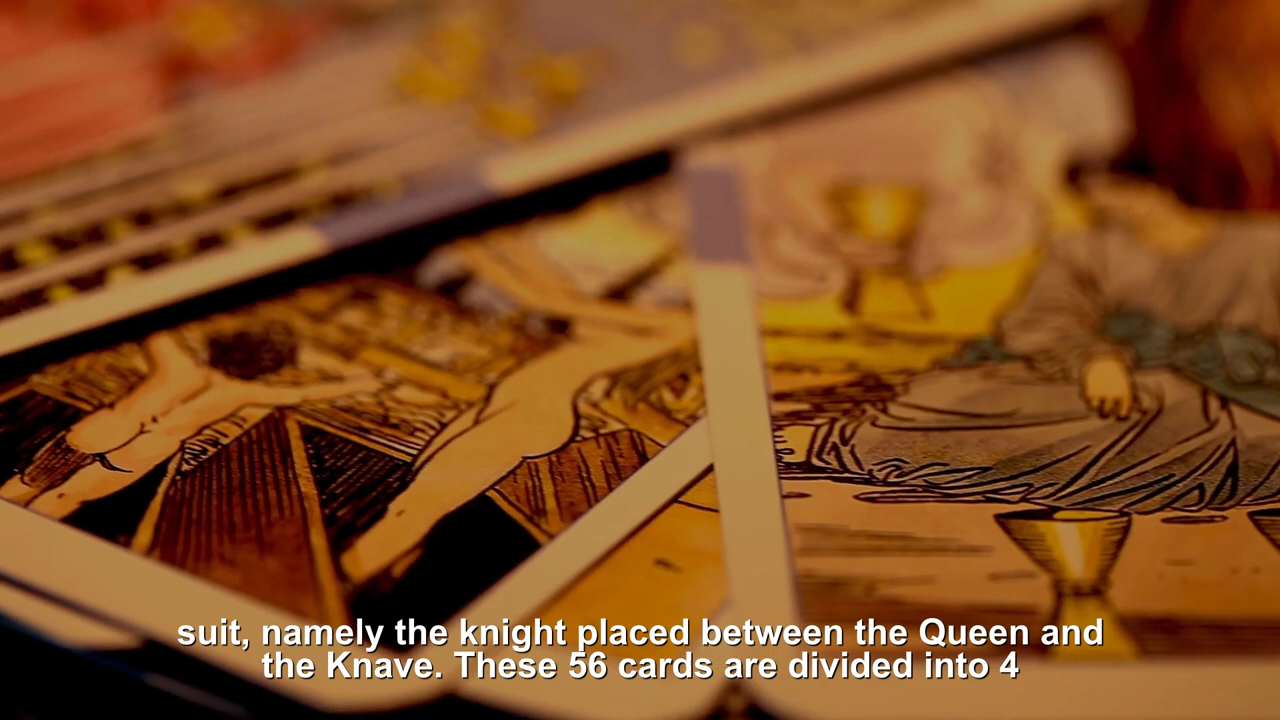 suit, namely the knight placed between the Queen and
the Knave. These 56 cards are divided into 4